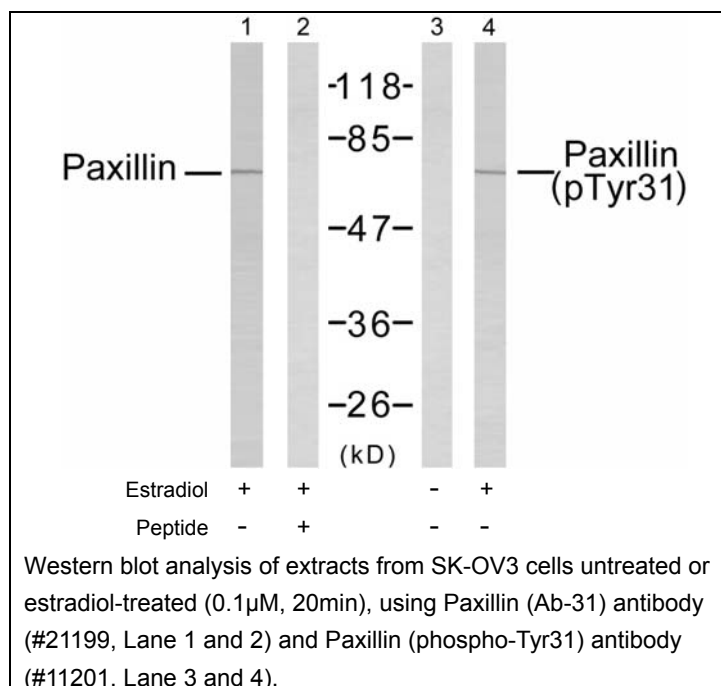 1 2 3 4
-118-
-85-
Paxillin
Paxillin
(pTyr31)
-47-
-36-
-26-
(kD)
Estradiol + + - +
Peptide - + - -
Western blot analysis of extracts from SK-OV3 cells untreated or
estradiol-treated (0.1µM, 20min), using Paxillin (Ab-31) antibody
(#21199, Lane 1 and 2) and Paxillin (phospho-Tyr31) antibody
(#11201, Lane 3 and 4).